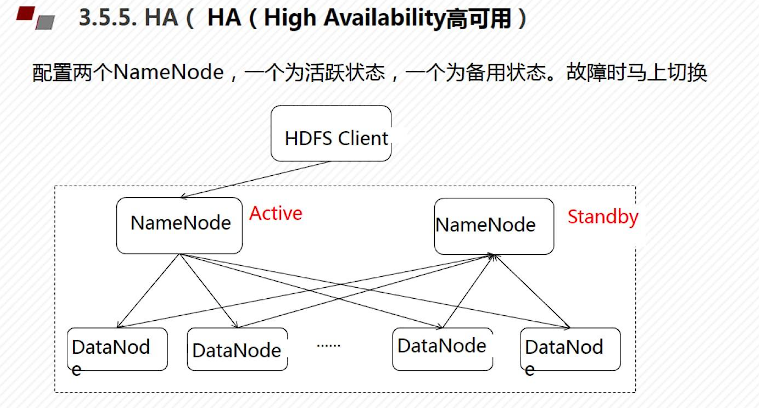 3.5.5. HA（ HA（High Availability高可用）
配置两个NameNode，一个为活跃状态，一个为备用状态。故障时马上切换
HDFS Client
NameNode
Active
NameNode
Standby
DataNod
e
DataNode
......
DataNode
DataNod
e